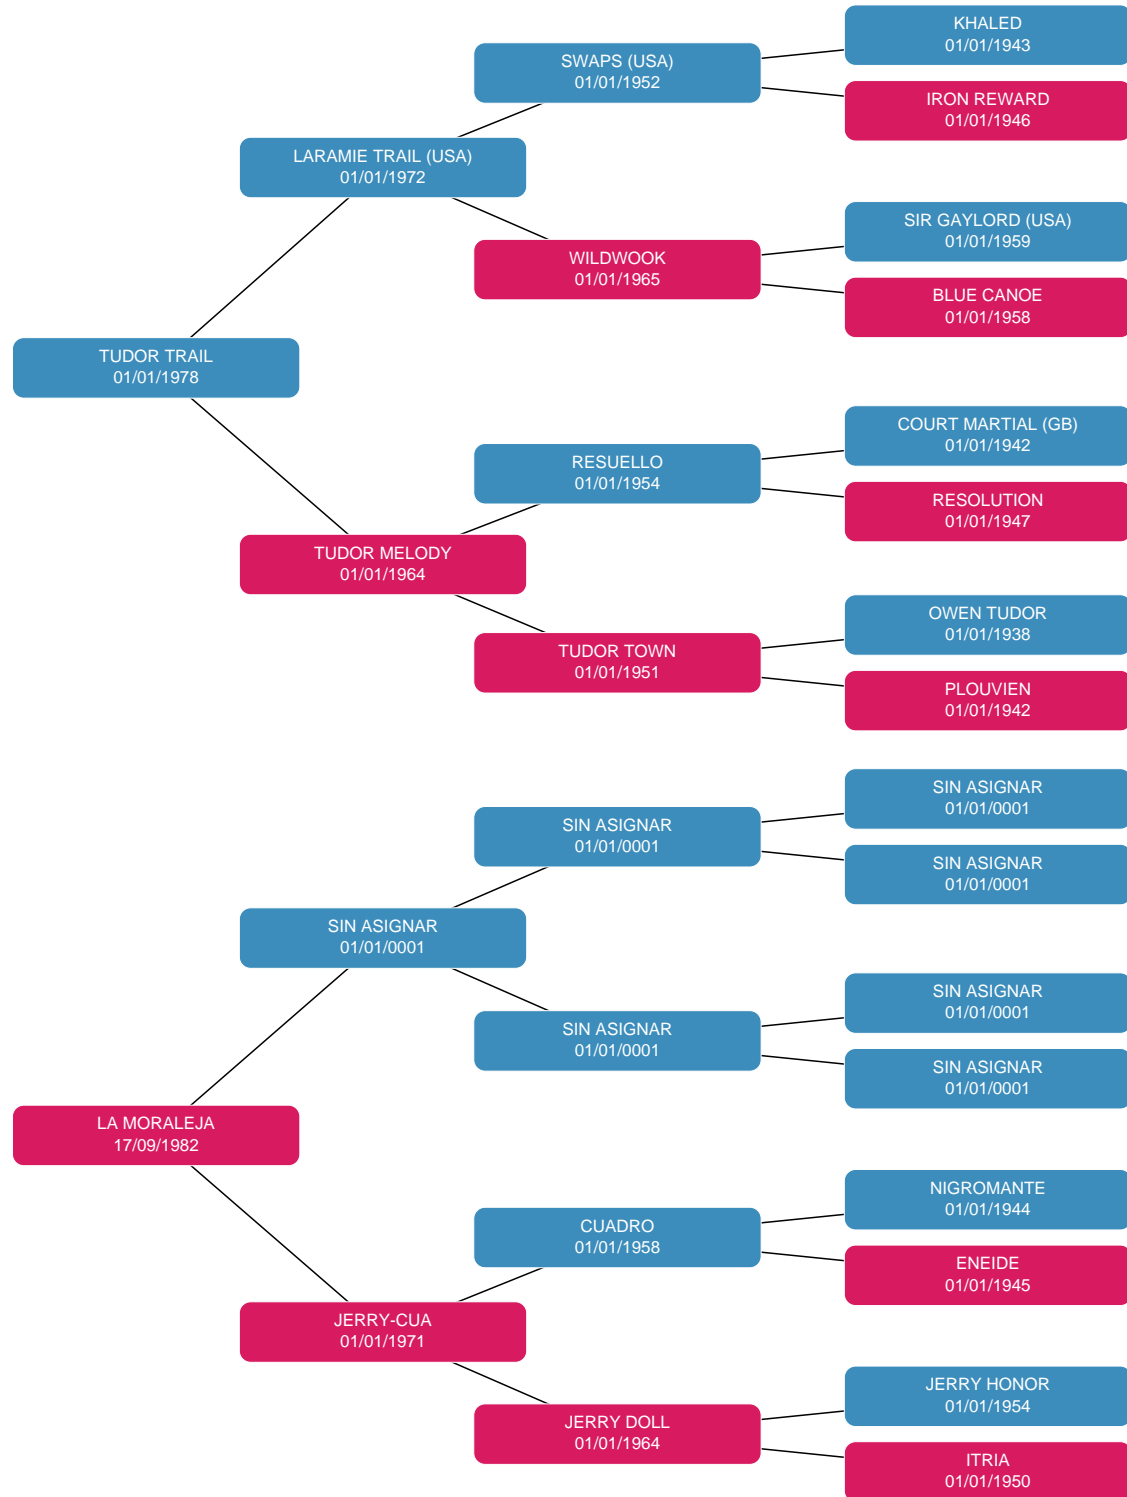 KHALED
01/01/1943
SWAPS (USA)
01/01/1952
IRON REWARD
01/01/1946
LARAMIE TRAIL (USA)
01/01/1972
SIR GAYLORD (USA)
01/01/1959
WILDWOOK
01/01/1965
BLUE CANOE
01/01/1958
TUDOR TRAIL
01/01/1978
COURT MARTIAL (GB)
01/01/1942
RESUELLO
01/01/1954
RESOLUTION
01/01/1947
TUDOR MELODY
01/01/1964
OWEN TUDOR
01/01/1938
TUDOR TOWN
01/01/1951
PLOUVIEN
01/01/1942
SIN ASIGNAR
01/01/0001
SIN ASIGNAR
01/01/0001
SIN ASIGNAR
01/01/0001
SIN ASIGNAR
01/01/0001
SIN ASIGNAR
01/01/0001
SIN ASIGNAR
01/01/0001
SIN ASIGNAR
01/01/0001
LA MORALEJA
17/09/1982
NIGROMANTE
01/01/1944
CUADRO
01/01/1958
ENEIDE
01/01/1945
JERRY-CUA
01/01/1971
JERRY HONOR
01/01/1954
JERRY DOLL
01/01/1964
ITRIA
01/01/1950